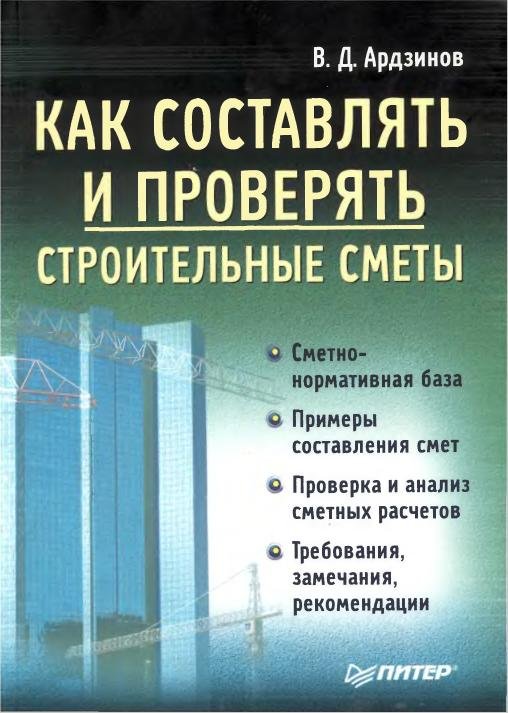 В. Д. Ардзинов
КАК СОСТАВЛЯТЬ
И ПРОВЕРЯТЬ
СТРОИТЕЛЬНЫЕ СМЕТЫ
Сметно-
нормативная база
Примеры
составления смет
Проверка и анализ
сметных расчетов
Требования,
замечания,
рекомендации
ПИТЕР®